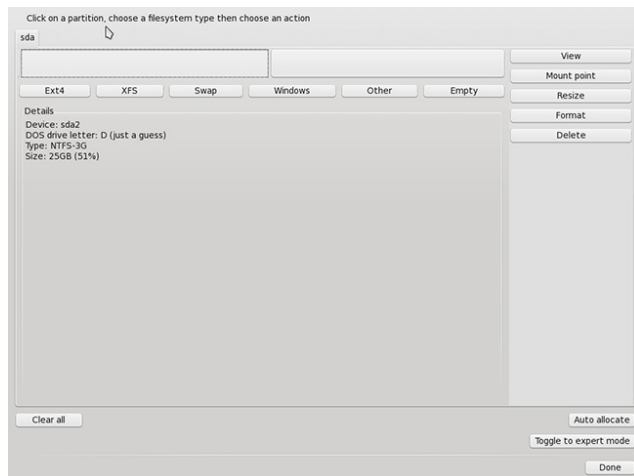 Click on a partition, choose a filesystem type then choose an action
sda
View
Mount point
Resize
Format
Delete
Ext4
XFS
Swap
Windows
Other
Empty
Details
Device: sda2
DOS drive letter: D (just a guess)
Type: NTFS-3G
Size: 25GB (51%)
Clear all
Auto allocate
Toggle to expert mode
Done